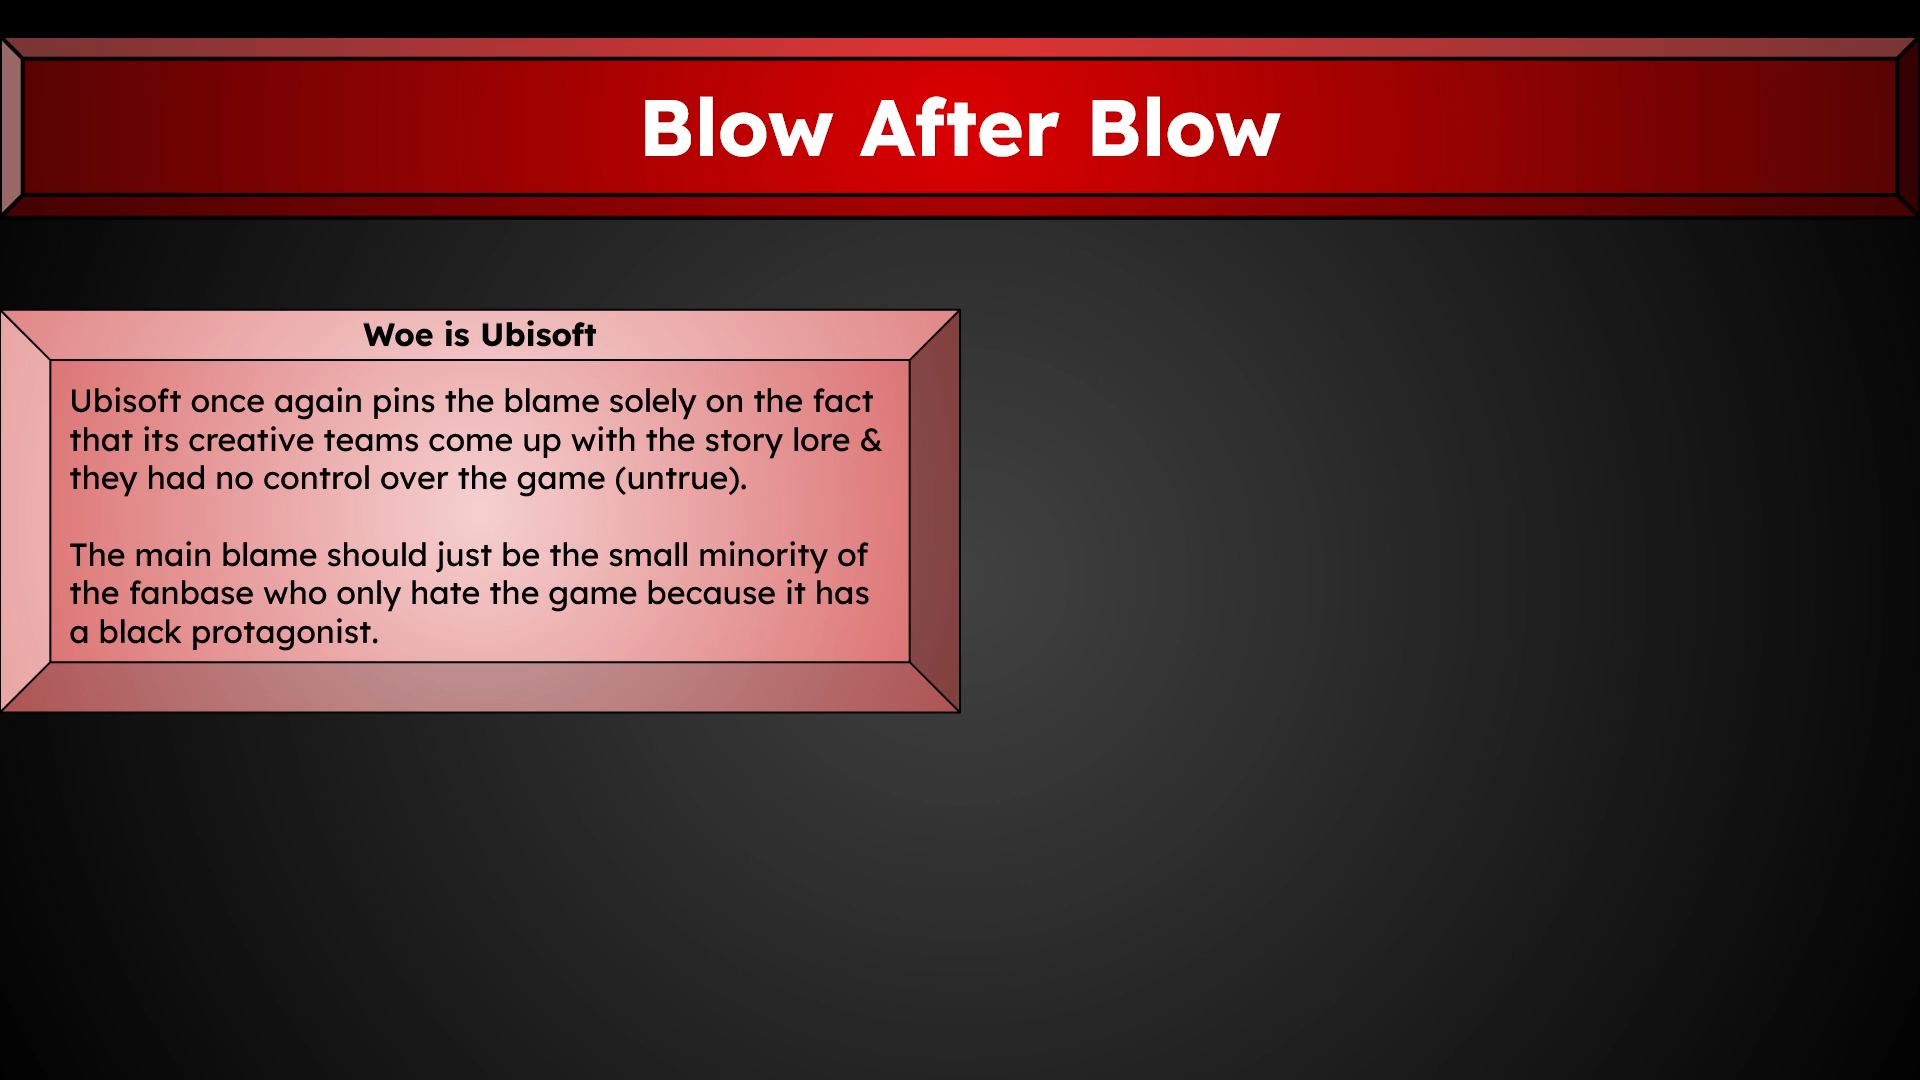 Blow After Blow
Woe is Ubisoft
Ubisoft once again pins the blame solely on the fact
that its creative teams come up with the story lore &
they had no control over the game (untrue).
The main blame should just be the small minority of
the fanbase who only hate the game because it has
a black protagonist.